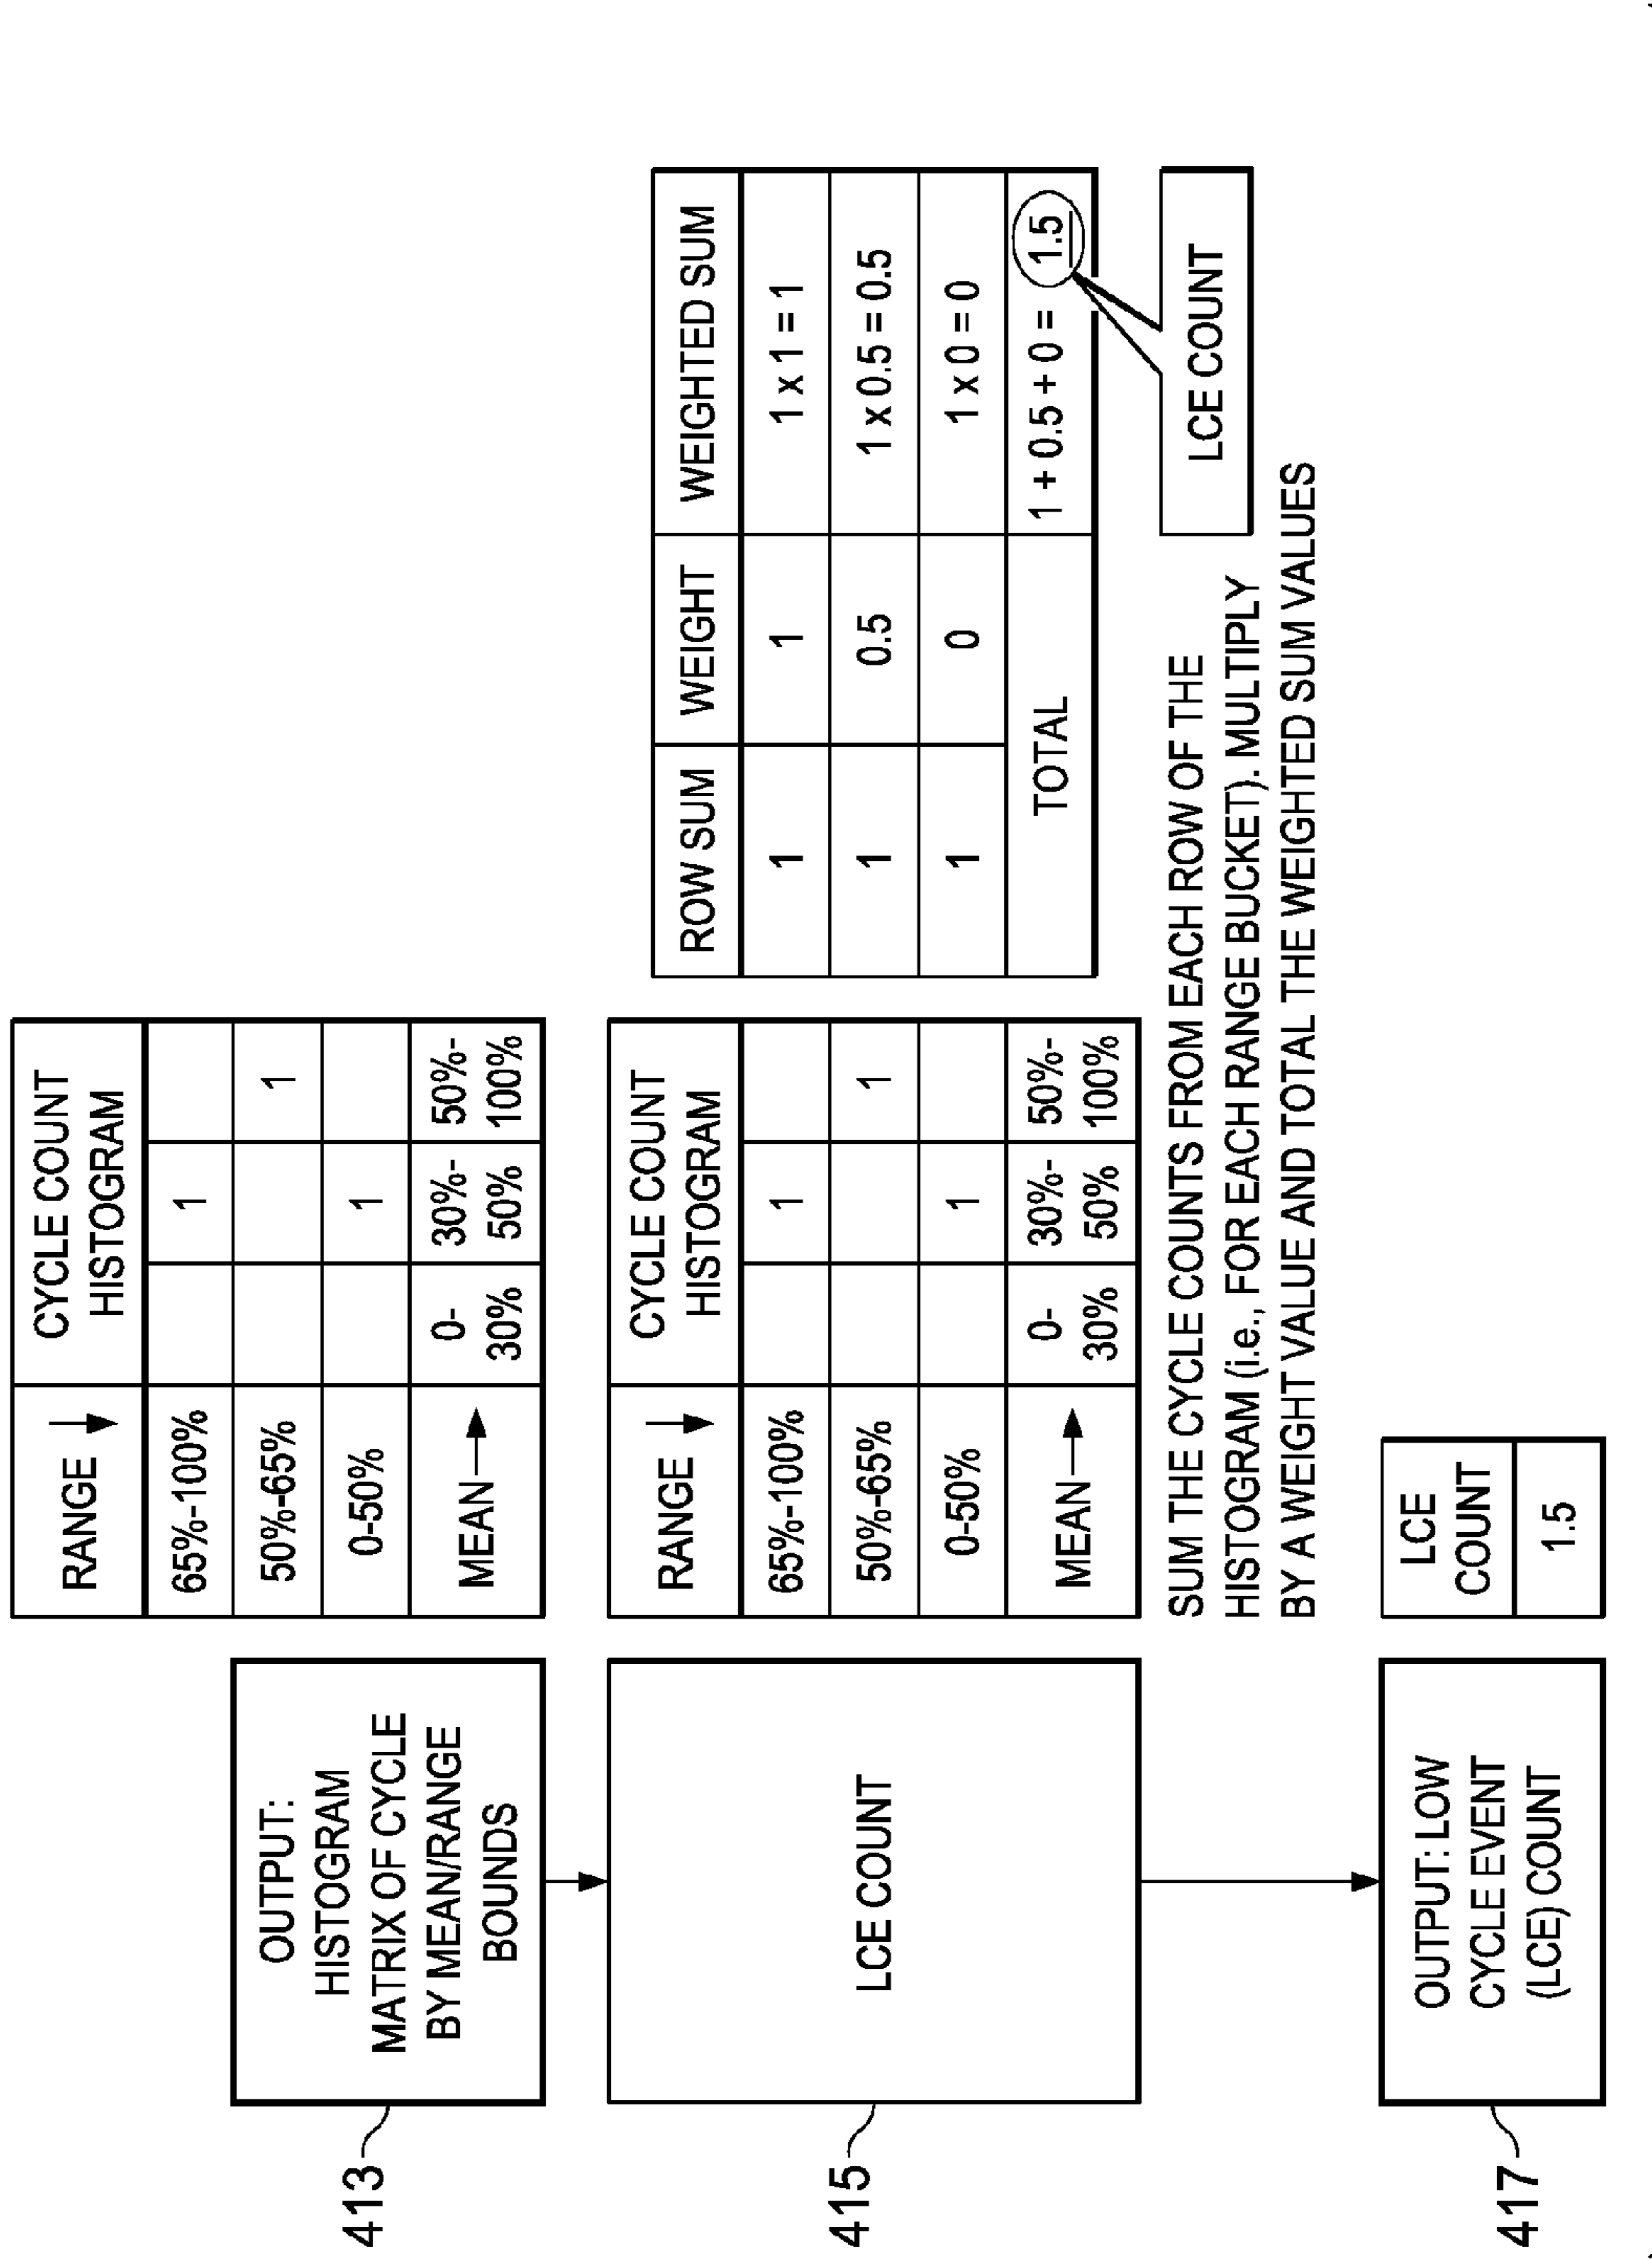 413
OUTPUT:
HISTOGRAM
MATRIX OF CYCLE
BY MEAN/RANGE
BOUNDS
RANGE
CYCLE COUNT
HISTOGRAM
65%-100% 1
50%-65% 1
0-50% 1
MEAN 0- 30%- 50%-
30% 50% 100%
415
LCE COUNT
RANGE
CYCLE COUNT
HISTOGRAM
65%-100% 1
50%-65% 1
0-50% 1
MEAN 0- 30%- 50%-
30% 50% 100%
ROW SUM WEIGHT WEIGHTED SUM
1 1 1 x 1 = 1
1 0.5 1 x 0.5 = 0.5
1 0 1 x 0 = 0
TOTAL 1 + 0.5 + 0 = 1.5
LCE COUNT
SUM THE CYCLE COUNTS FROM EACH ROW OF THE
HISTOGRAM (i.e., FOR EACH RANGE BUCKET). MULTIPLY
BY A WEIGHT VALUE AND TOTAL THE WEIGHTED SUM VALUES
417
OUTPUT: LOW
CYCLE EVENT
(LCE) COUNT
LCE
COUNT
1.5